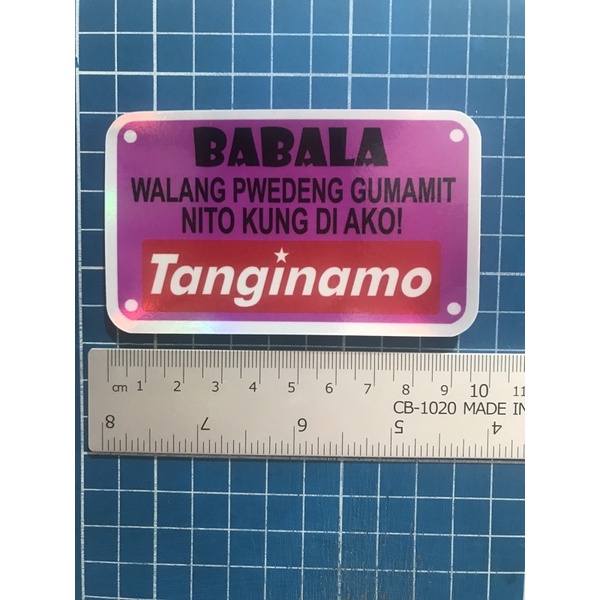 BABALA
WALANG PWEDENG GUMAMIT
NITO KUNG DI AKO!
Tanginamo
cm 1 2 3 4 5 6 7 8 9 10 11
CB-1020 MADE IN
8 7 6 5 4